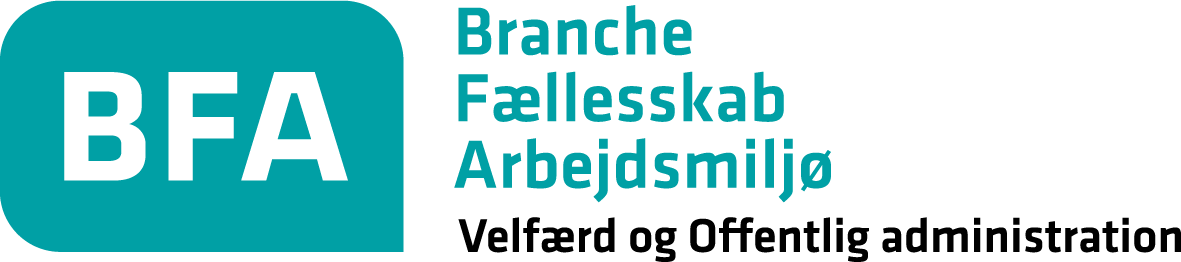 BFA
Branche
Fællesskab
Arbejdsmiljø
Velfærd og Offentlig administration